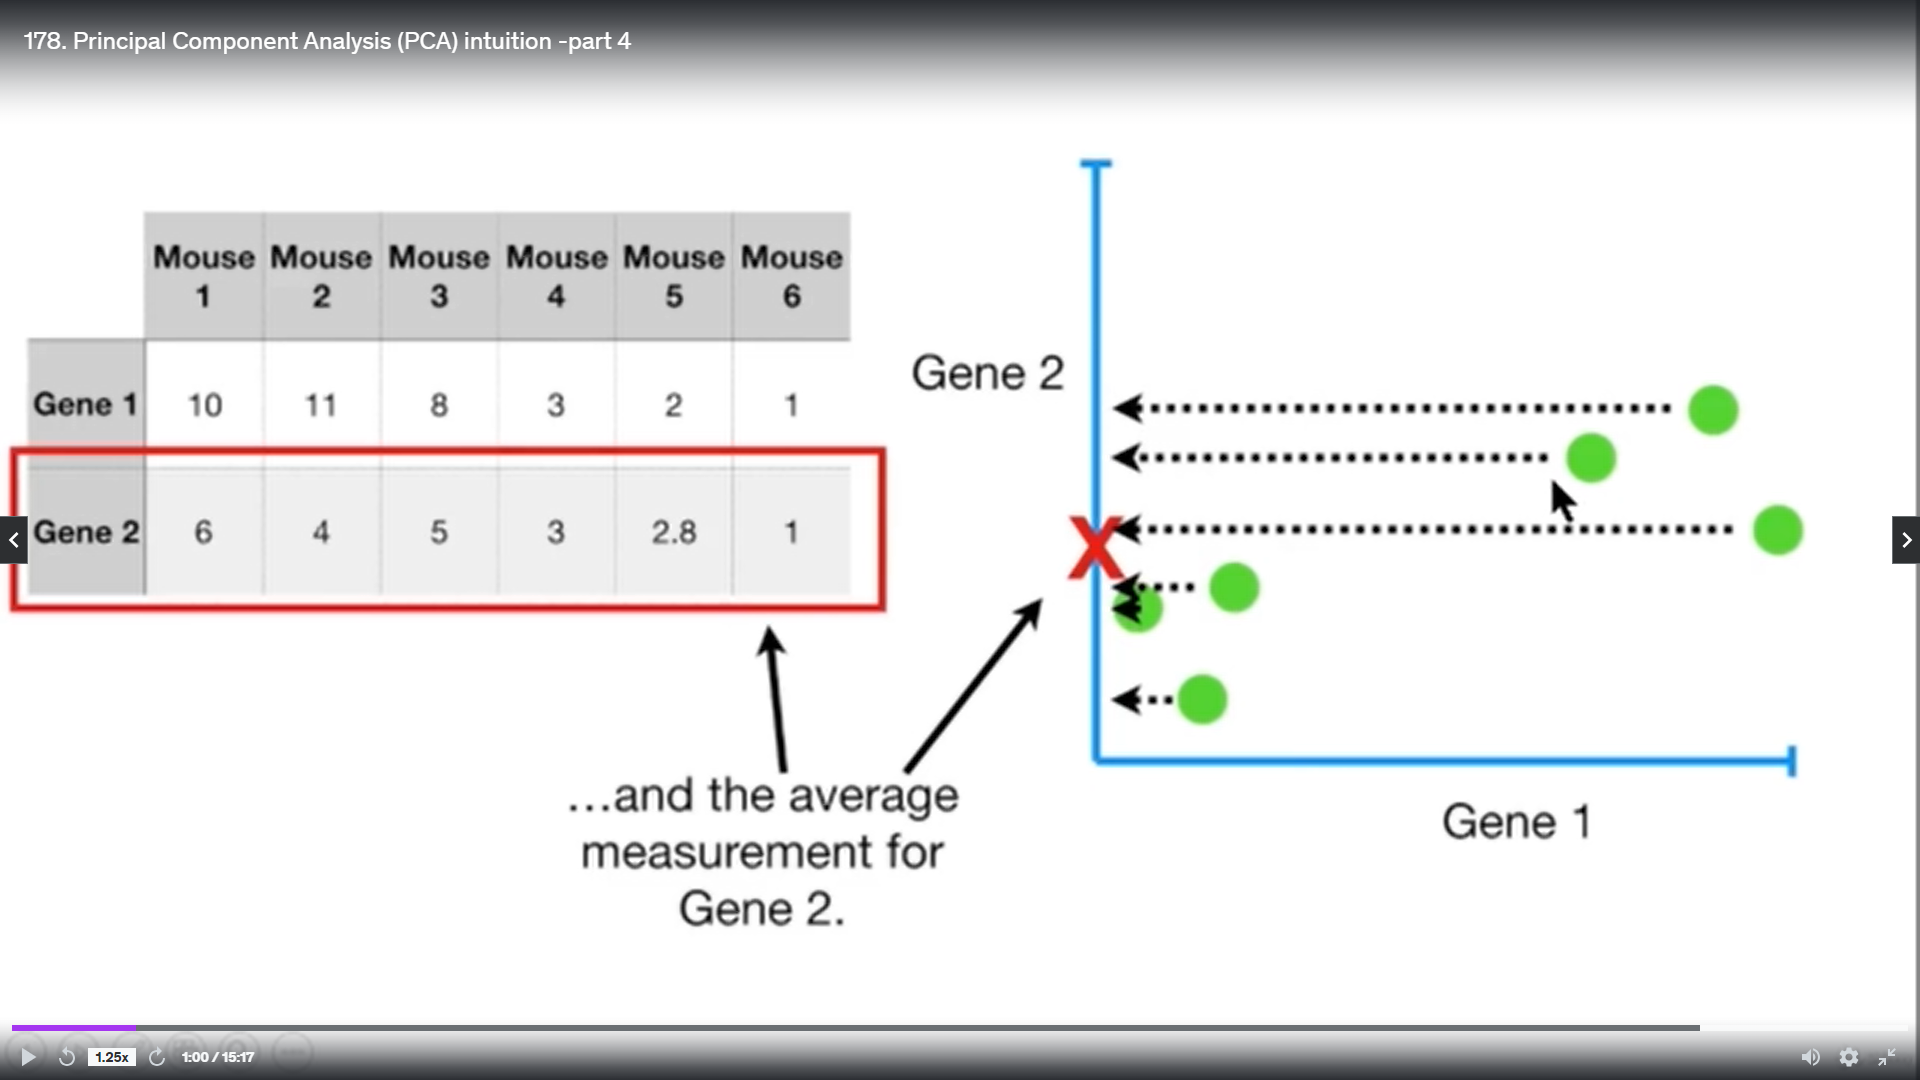 178. Principal Component Analysis (PCA) intuition -part 4
Mouse Mouse Mouse Mouse Mouse Mouse
1 2 3 4 5 6
Gene 1 10 11 8 3 2 1
Gene 2 6 4 5 3 2.8 1
Gene 2
X
...and the average
measurement for
Gene 2.
Gene 1
1.25x 1:00 / 15:17